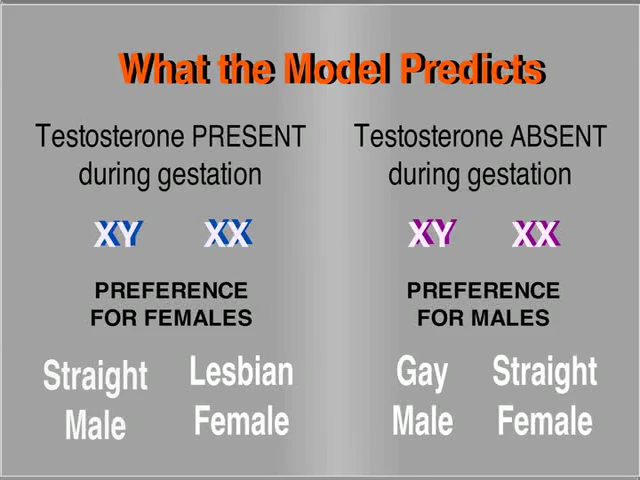 What the Model Predicts
Testosterone PRESENT
during gestation
XY XX
PREFERENCE
FOR FEMALES
Straight
Male
Lesbian
Female
Testosterone ABSENT
during gestation
XY XX
PREFERENCE
FOR MALES
Gay
Male
Straight
Female